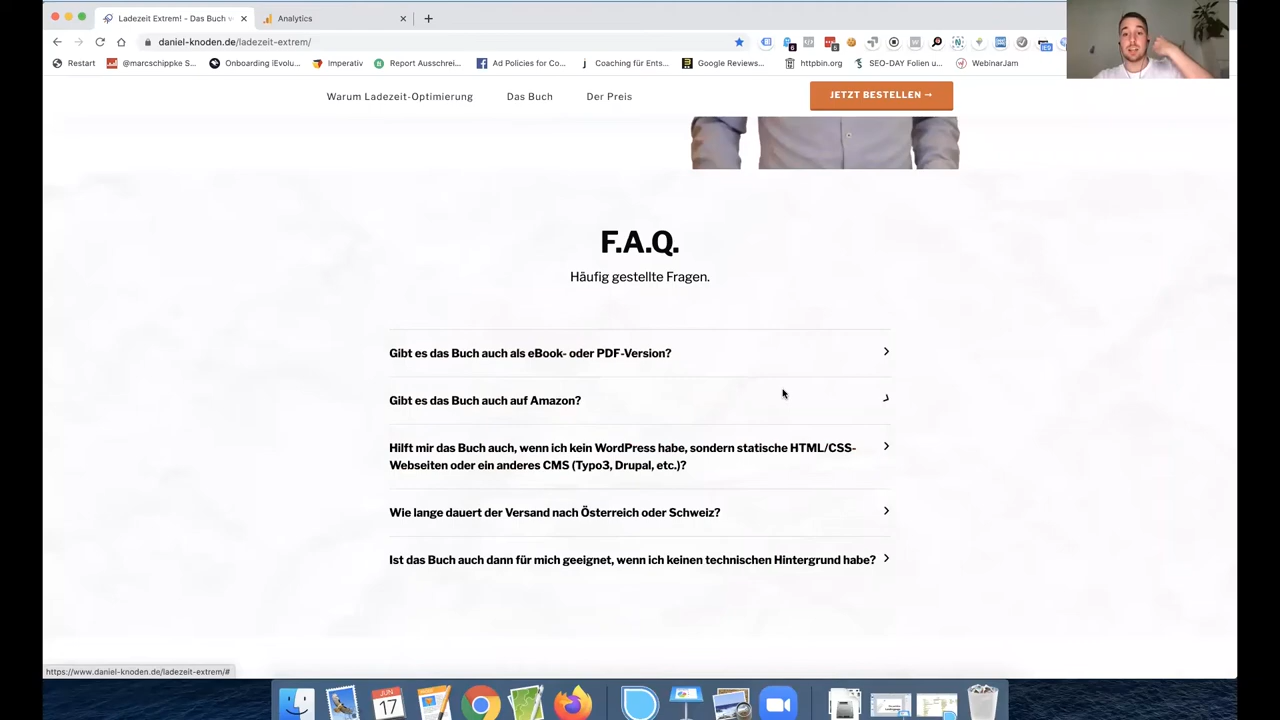 Ladezeit Extrem! - Das Buch v
Analytics
daniel-knoden.de/ladezeit-extrem/
Restart
@marcschippke S...
Onboarding iEvolu...
Imperativ
Report Ausschrei...
Ad Policies for Co...
Coaching für Ents...
Google Reviews...
httpbin.org
SEO-DAY Folien u...
WebinarJam
Warum Ladezeit-Optimierung
Das Buch
Der Preis
JETZT BESTELLEN →
F.A.Q.
Häufig gestellte Fragen.
Gibt es das Buch auch als eBook- oder PDF-Version?
Gibt es das Buch auch auf Amazon?
Hilft mir das Buch auch, wenn ich kein WordPress habe, sondern statische HTML/CSS-
Webseiten oder ein anderes CMS (Typo3, Drupal, etc.)?
Wie lange dauert der Versand nach Österreich oder Schweiz?
Ist das Buch auch dann für mich geeignet, wenn ich keinen technischen Hintergrund habe?
https://www.daniel-knoden.de/ladezeit-extrem/#
JUN
17